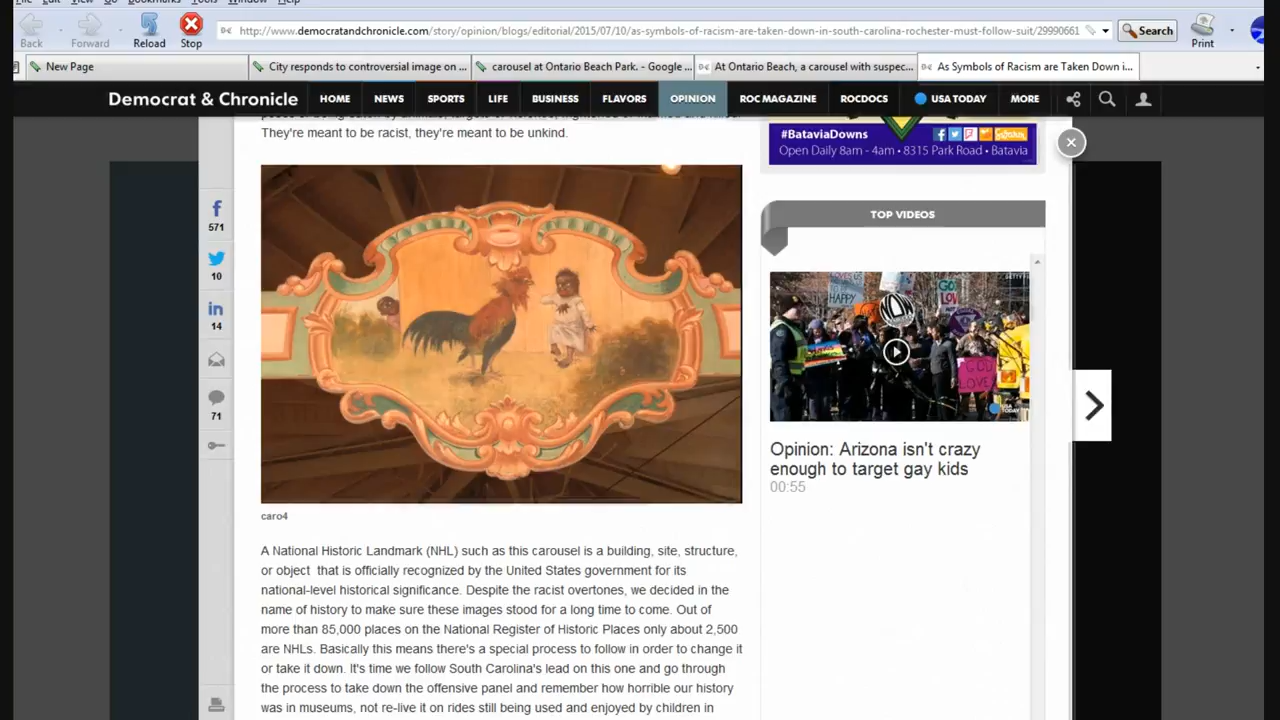 File Edit View Go Bookmarks Tools Window Help
Back Forward Reload Stop
http://www.democratandchronicle.com/story/opinion/blogs/editorial/2015/07/10/as-symbols-of-racism-are-taken-down-in-south-carolina-rochester-must-follow-suit/29990661
Search Print
New Page
City responds to controversial image on ...
carousel at Ontario Beach Park. - Google ...
At Ontario Beach, a carousel with suspec...
As Symbols of Racism are Taken Down i...
Democrat & Chronicle HOME NEWS SPORTS LIFE BUSINESS FLAVORS OPINION ROC MAGAZINE ROCDOCS USA TODAY MORE
They're meant to be racist, they're meant to be unkind.
571
10
14
71
caro4
A National Historic Landmark (NHL) such as this carousel is a building, site, structure,
or object that is officially recognized by the United States government for its
national-level historical significance. Despite the racist overtones, we decided in the
name of history to make sure these images stood for a long time to come. Out of
more than 85,000 places on the National Register of Historic Places only about 2,500
are NHLs. Basically this means there's a special process to follow in order to change it
or take it down. It's time we follow South Carolina's lead on this one and go through
the process to take down the offensive panel and remember how horrible our history
was in museums, not re-live it on rides still being used and enjoyed by children in
#BataviaDowns
Open Daily 8am - 4am • 8315 Park Road • Batavia
TOP VIDEOS
Opinion: Arizona isn't crazy
enough to target gay kids
00:55